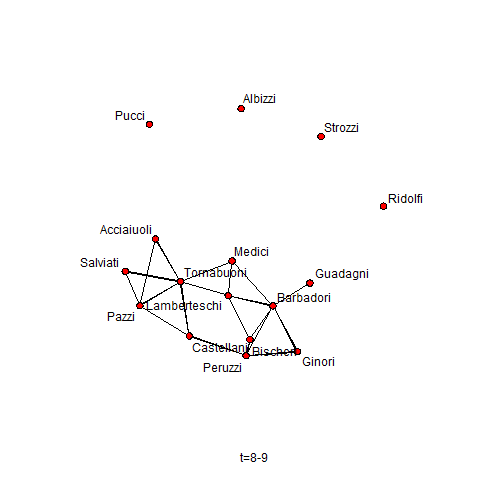 Albizzi
Pucci
Strozzi
Ridolfi
Acciaiuoli
Medici
Salviati
Tornabuoni
Guadagni
Lamberteschi
Barbadori
Pazzi
Castellani
Bischeri
Peruzzi
Ginori
t=8-9